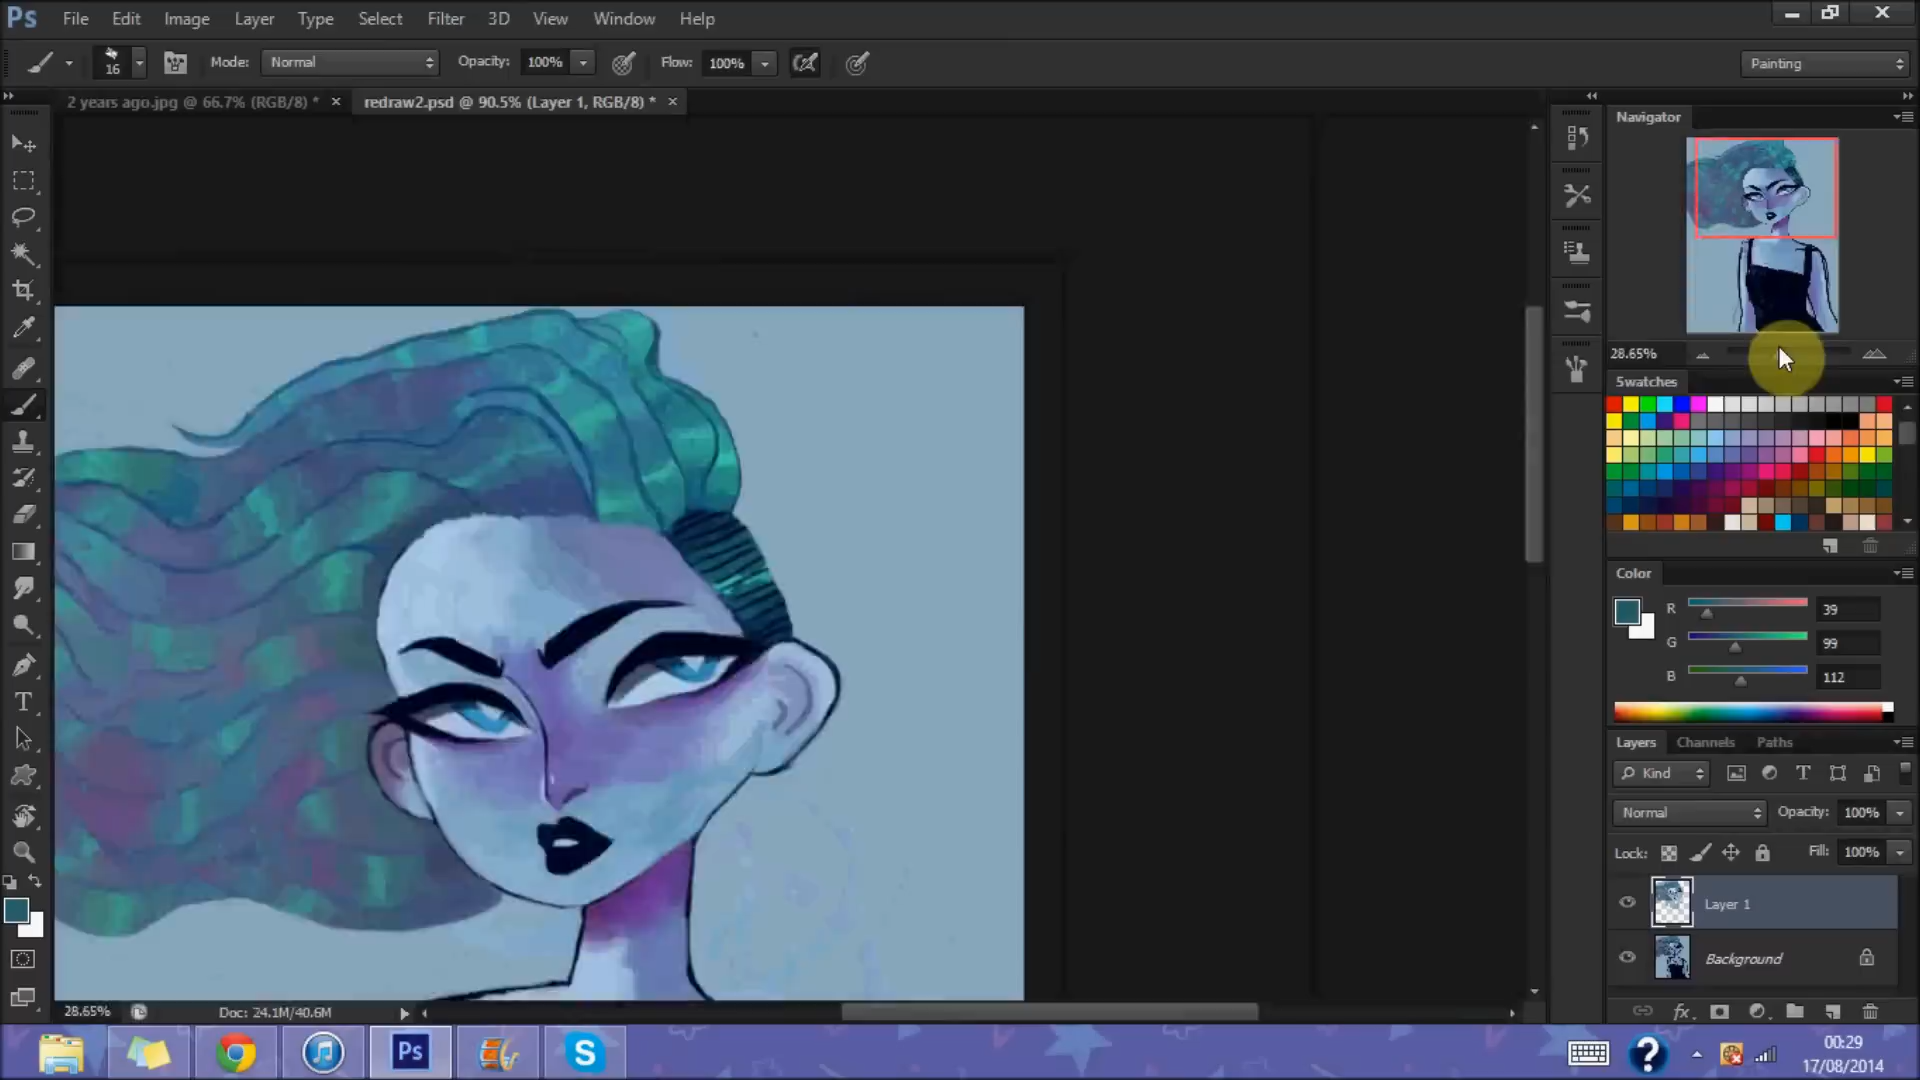 Ps File Edit Image Layer Type Select Filter 3D View Window Help
16 Mode: Normal Opacity: 100% Flow: 100% Painting
2 years ago.jpg @ 66.7% (RGB/8) * × redraw2.psd @ 90.5% (Layer 1, RGB/8) * ×
Navigator
28.65%
Swatches
Color
R 39
G 99
B 112
Layers Channels Paths
Kind
Normal Opacity: 100%
Lock: Fill: 100%
Layer 1
Background
T
28.65% Doc: 24.1M/40.6M
Ps S ?
00:29
17/08/2014